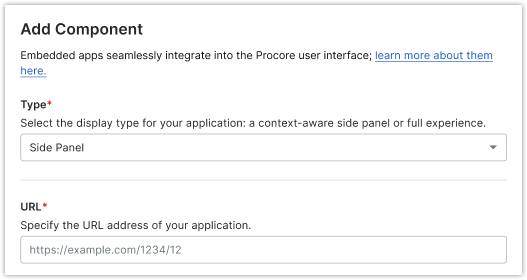 Add Component
Embedded apps seamlessly integrate into the Procore user interface; learn more about them
here.
Type*
Select the display type for your application: a context-aware side panel or full experience.
Side Panel
URL*
Specify the URL address of your application.
https://example.com/1234/12